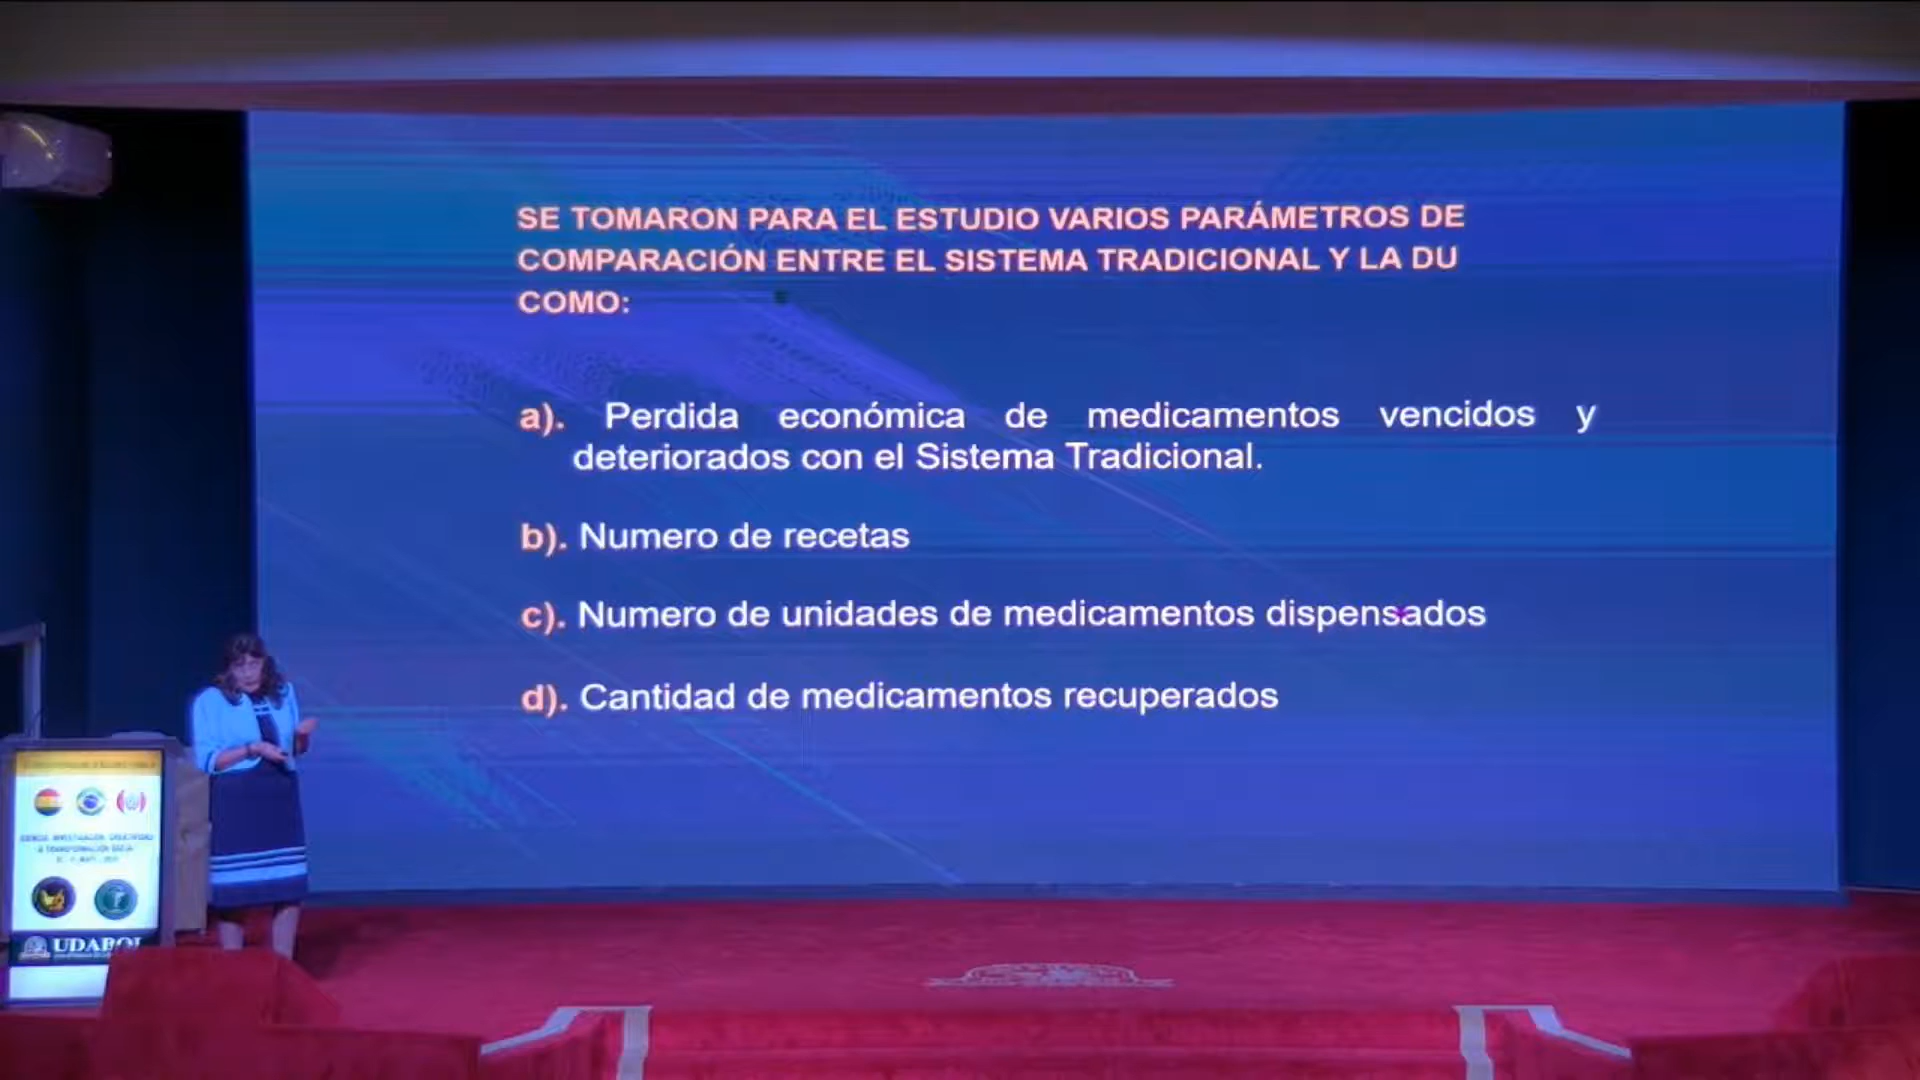 SE TOMARON PARA EL ESTUDIO VARIOS PARÁMETROS DE
COMPARACIÓN ENTRE EL SISTEMA TRADICIONAL Y LA DU
COMO:
a). Perdida económica de medicamentos vencidos y
deteriorados con el Sistema Tradicional.
b). Numero de recetas
c). Numero de unidades de medicamentos dispensados
d). Cantidad de medicamentos recuperados
UDABOL